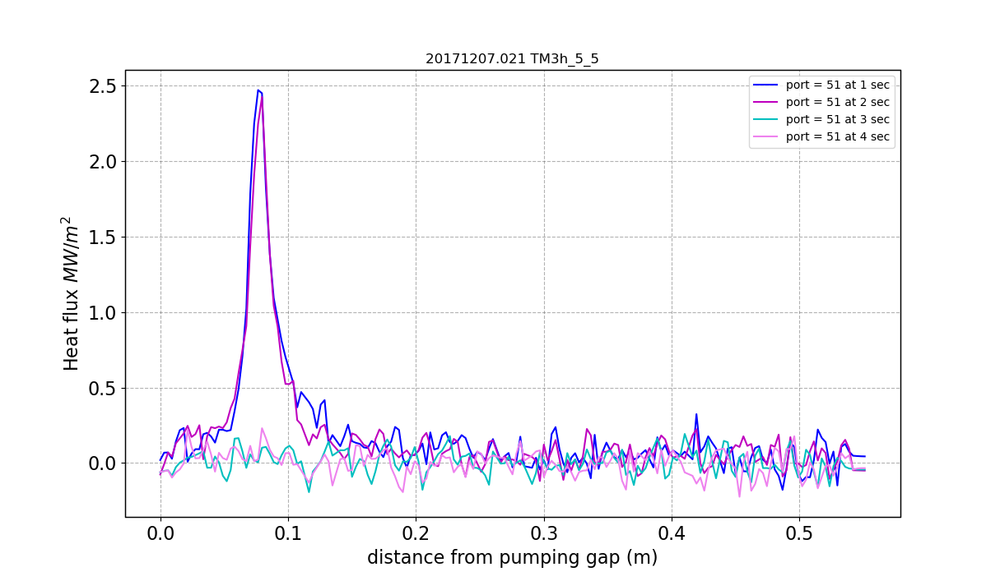 20171207.021 TM3h_5_5
2.5
2.0
1.5
1.0
0.5
0.0
Heat flux MW/m²
port = 51 at 1 sec
port = 51 at 2 sec
port = 51 at 3 sec
port = 51 at 4 sec
0.0 0.1 0.2 0.3 0.4 0.5
distance from pumping gap (m)